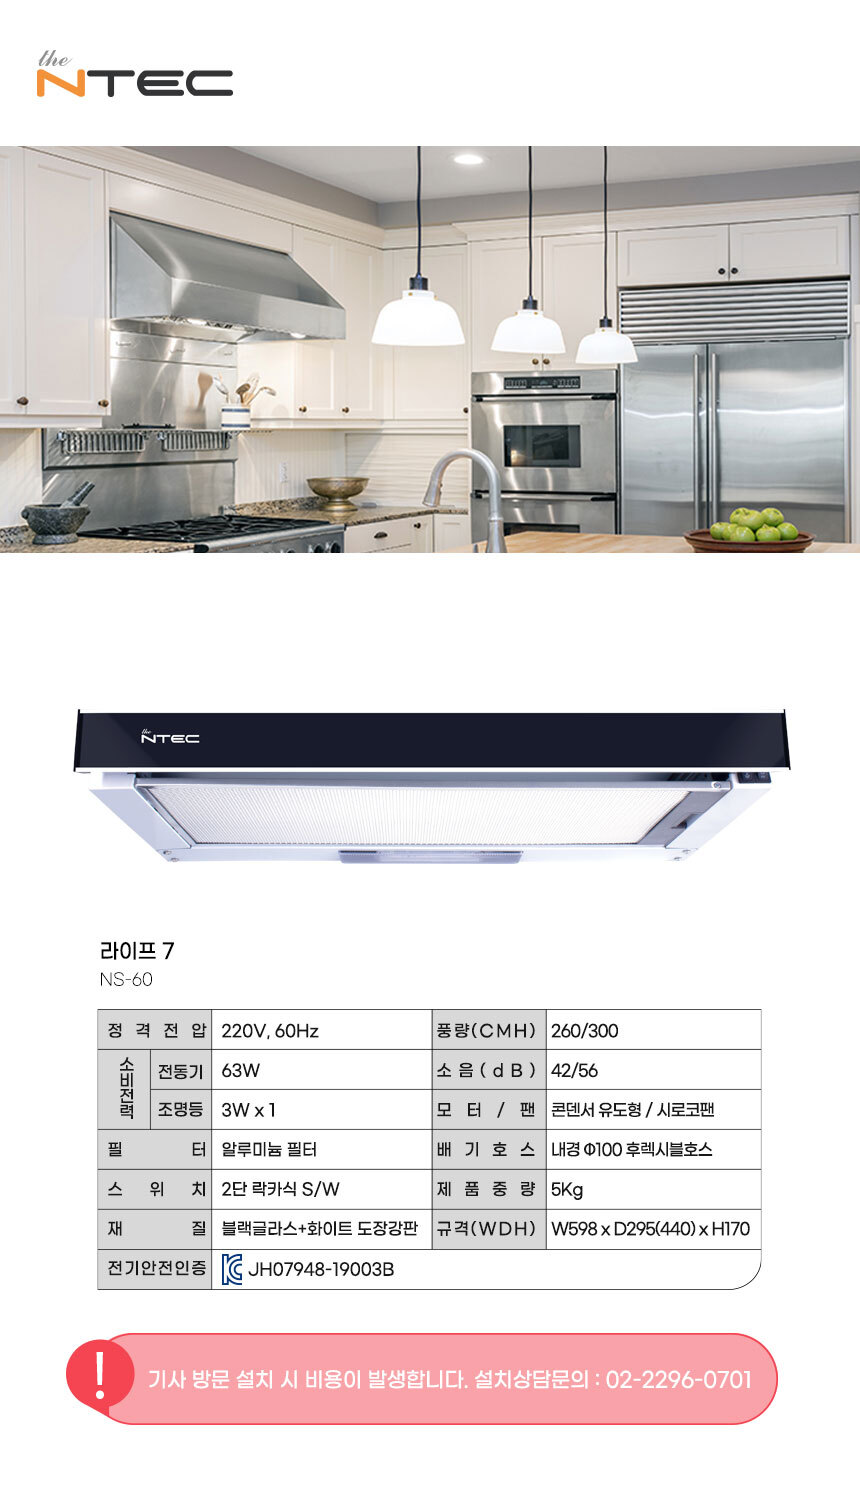 the
NTEC
the
NTEC
라이프 7
NS-60
정격전압 220V, 60Hz 풍량(CMH) 260/300
소비전력 전동기 63W 소음(dB) 42/56
조명등 3W x 1 모터/팬 콘덴서 유도형 / 시로코팬
필터 알루미늄 필터 배기호스 내경 Φ100 후렉시블호스
스위치 2단 락카식 S/W 제품중량 5Kg
재질 블랙글라스+화이트 도장강판 규격(WDH) W598 x D295(440) x H170
전기안전인증 KC JH07948-19003B
! 기사 방문 설치 시 비용이 발생합니다. 설치상담문의 : 02-2296-0701